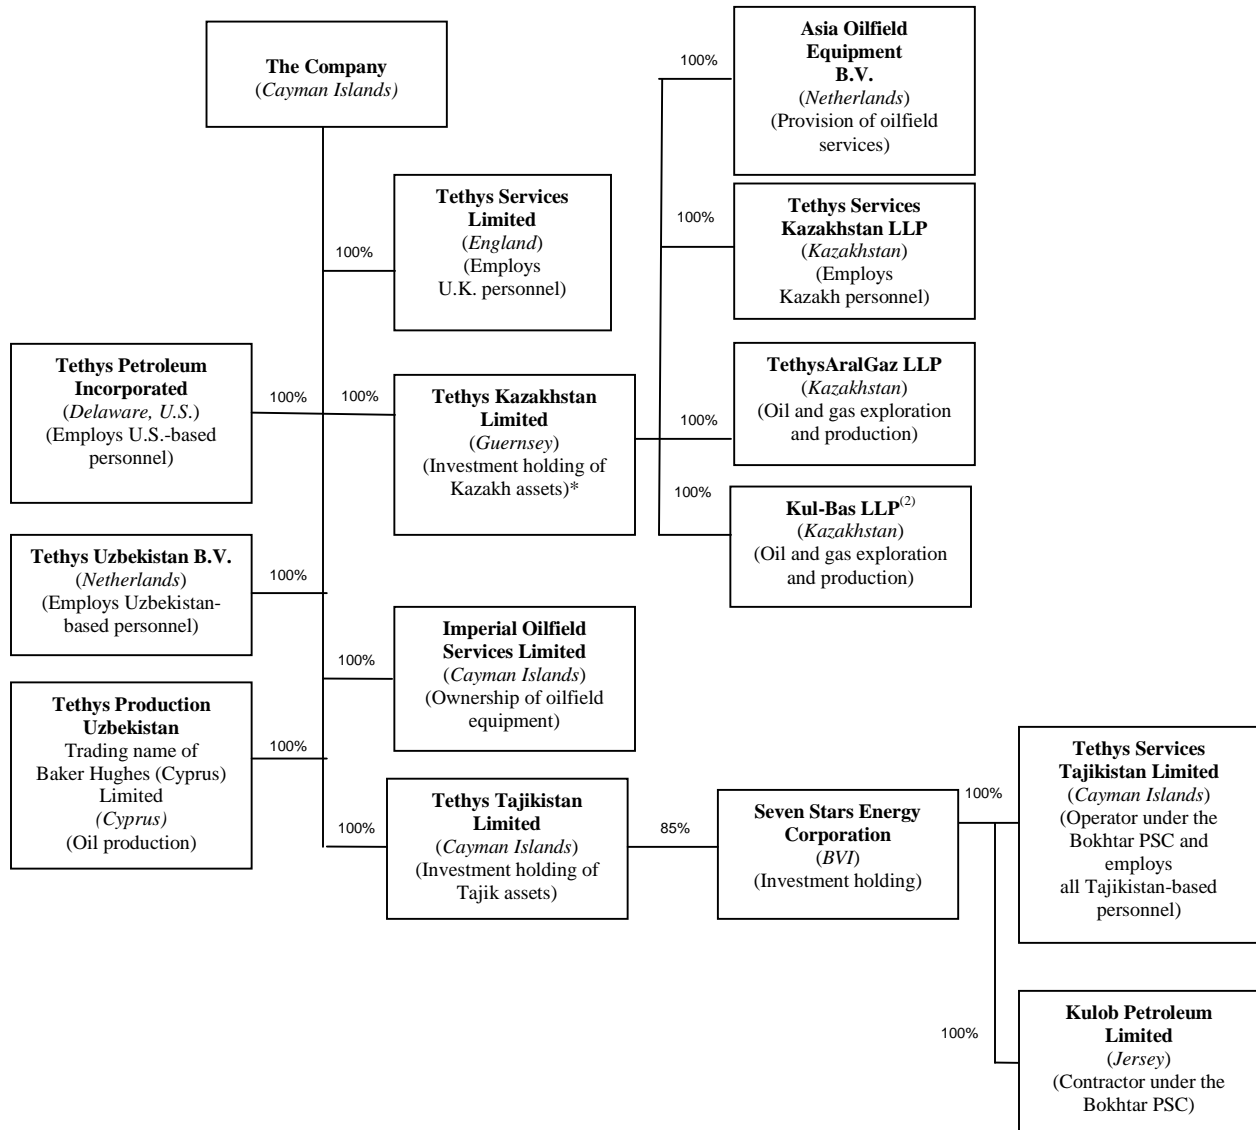 The Company
(Cayman Islands)
100%
Asia Oilfield
Equipment
B.V.
(Netherlands)
(Provision of oilfield
services)
Tethys Services
Limited
(England)
(Employs
U.K. personnel)
100%
100%
Tethys Services
Kazakhstan LLP
(Kazakhstan)
(Employs
Kazakh personnel)
Tethys Petroleum
Incorporated
(Delaware, U.S.)
(Employs U.S.-based
personnel)
100%
100%
Tethys Kazakhstan
Limited
(Guernsey)
(Investment holding of
Kazakh assets)*
100%
TethysAralGaz LLP
(Kazakhstan)
(Oil and gas exploration
and production)
100%
Kul-Bas LLP(2)
(Kazakhstan)
(Oil and gas exploration
and production)
Tethys Uzbekistan B.V.
(Netherlands)
(Employs Uzbekistan-
based personnel)
100%
100%
Imperial Oilfield
Services Limited
(Cayman Islands)
(Ownership of oilfield
equipment)
Tethys Production
Uzbekistan
Trading name of
Baker Hughes (Cyprus)
Limited
(Cyprus)
(Oil production)
100%
100%
Tethys Tajikistan
Limited
(Cayman Islands)
(Investment holding of
Tajik assets)
85%
Seven Stars Energy
Corporation
(BVI)
(Investment holding)
100%
Tethys Services
Tajikistan Limited
(Cayman Islands)
(Operator under the
Bokhtar PSC and
employs
all Tajikistan-based
personnel)
100%
Kulob Petroleum
Limited
(Jersey)
(Contractor under the
Bokhtar PSC)